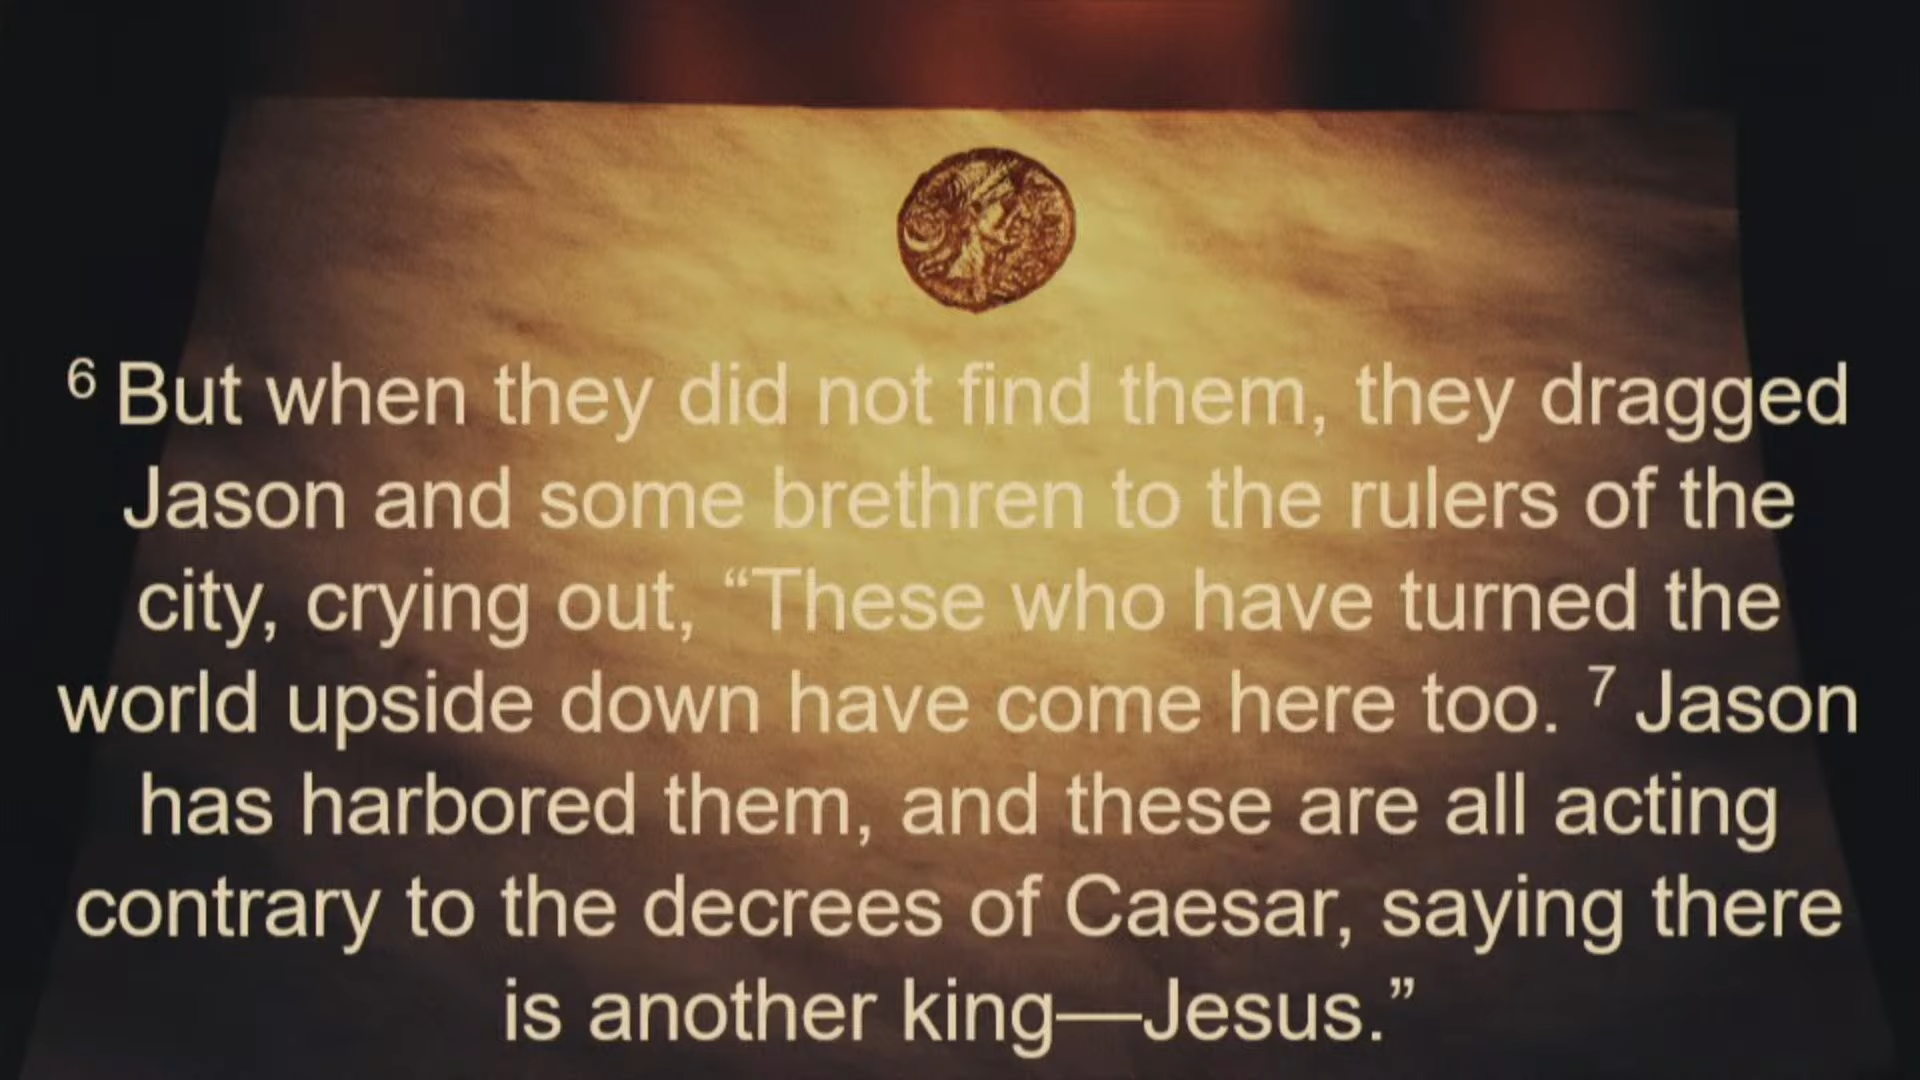 ⁶ But when they did not find them, they dragged
Jason and some brethren to the rulers of the
city, crying out, “These who have turned the
world upside down have come here too. ⁷ Jason
has harbored them, and these are all acting
contrary to the decrees of Caesar, saying there
is another king—Jesus.”